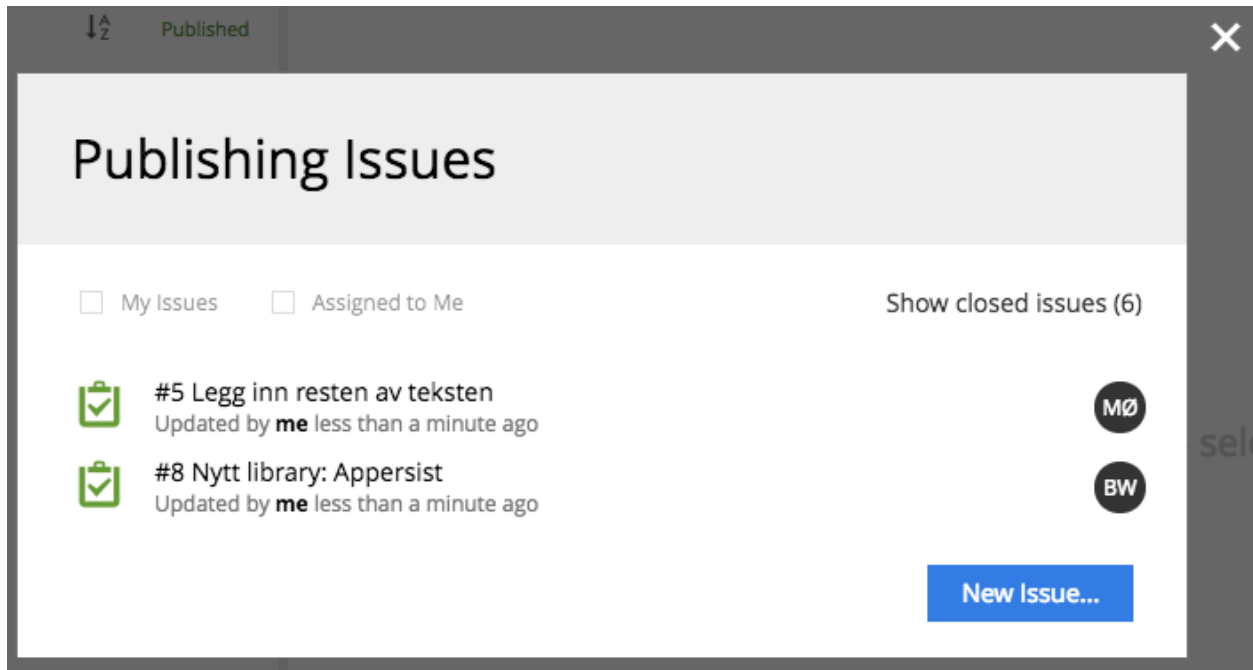 Published
Publishing Issues
My Issues Assigned to Me Show closed issues (6)
#5 Legg inn resten av teksten
Updated by me less than a minute ago
MØ
#8 Nytt library: Appersist
Updated by me less than a minute ago
BW
New Issue...